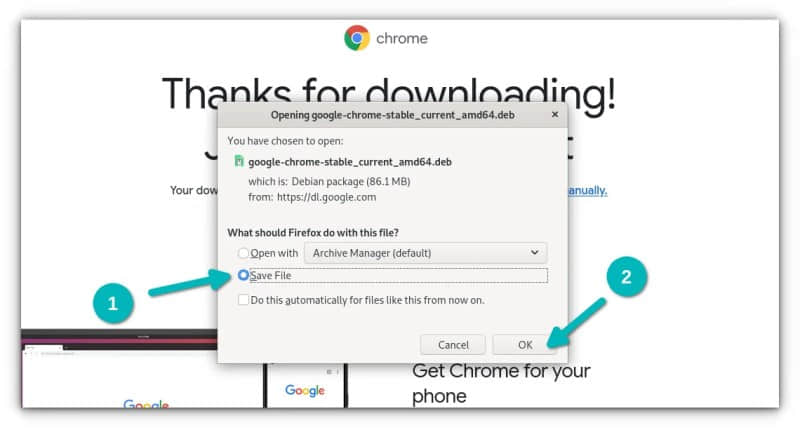 chrome
Thanks for downloading!
Opening google-chrome-stable_current_amd64.deb
You have chosen to open:
google-chrome-stable_current_amd64.deb
which is: Debian package (86.1 MB)
from: https://dl.google.com
Your dow
manually.
What should Firefox do with this file?
Open with Archive Manager (default)
Save File
Do this automatically for files like this from now on.
1
2
Cancel OK
Get Chrome for your
phone
Google
Google